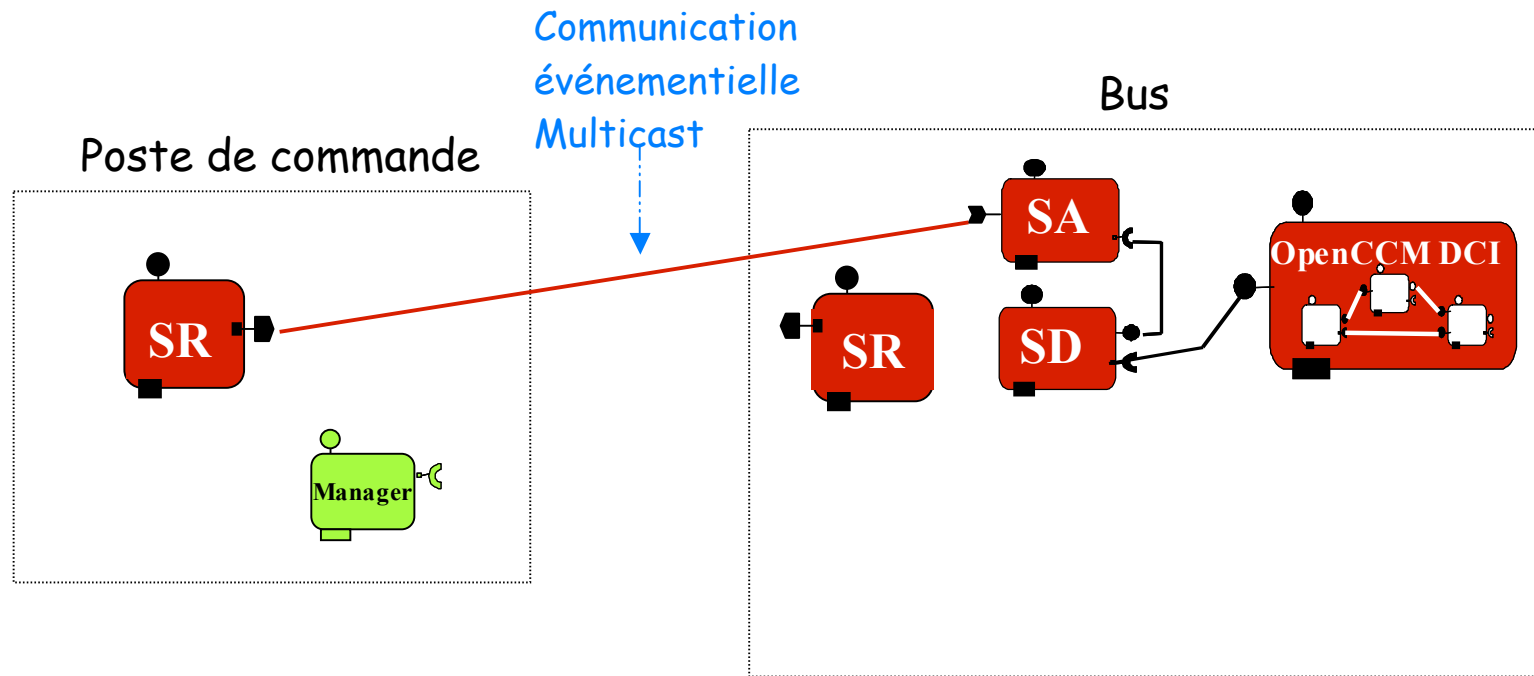 Communication
événementielle
Multicast
Bus
Poste de commande
SA
OpenCCM DCI
SR
SR
SD
Manager